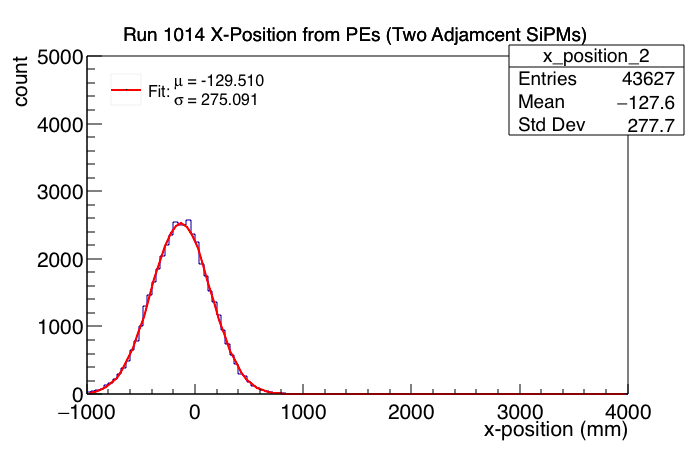 Run 1014 X-Position from PEs (Two Adjamcent SiPMs)
x_position_2
Entries 43627
Mean −127.6
Std Dev 277.7
Fit: μ = -129.510
σ = 275.091
count
5000
4000
3000
2000
1000
0
−1000 0 1000 2000 3000 4000
x-position (mm)